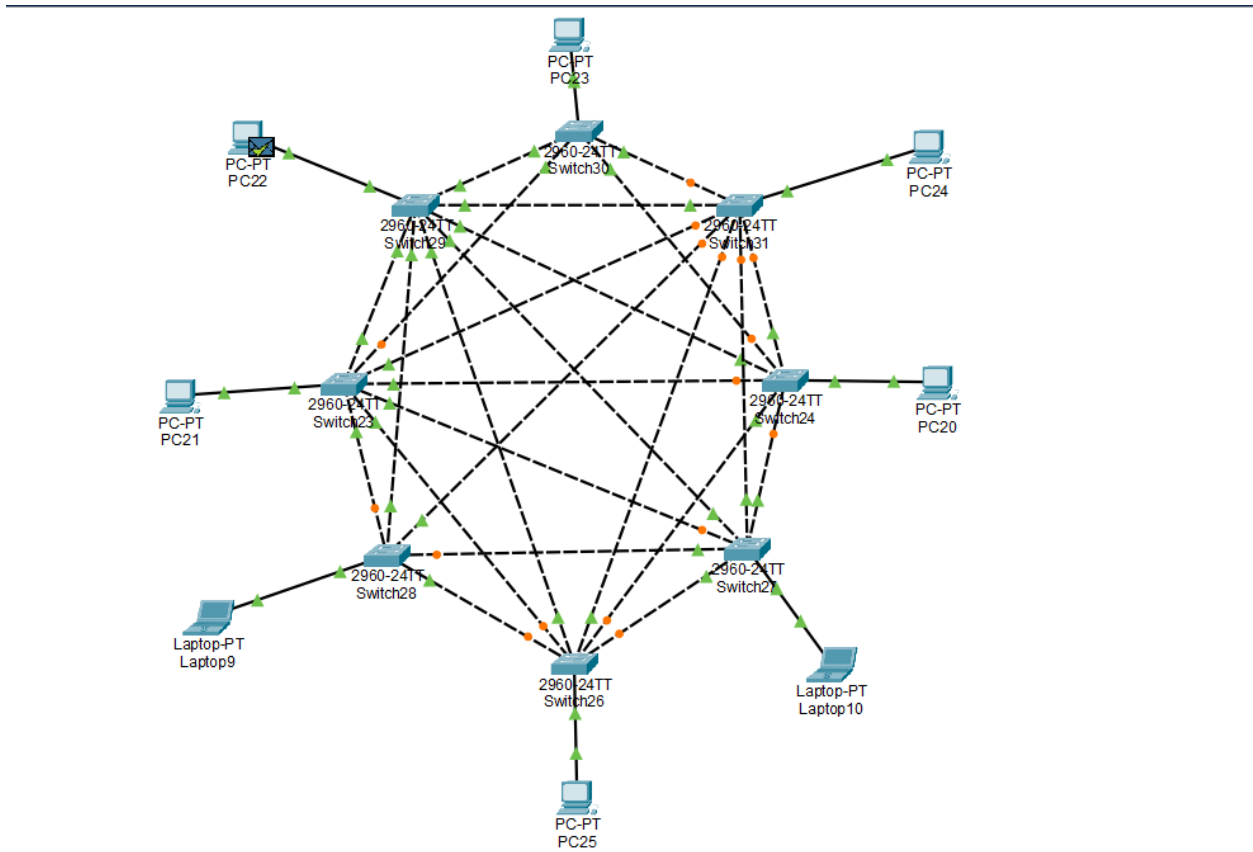 PC-PT
PC23
2960-24TT
Switch30
PC-PT
PC22
PC-PT
PC24
2960-24TT
Switch29
2960-24TT
Switch31
PC-PT
PC21
2960-24TT
Switch23
2960-24TT
Switch24
PC-PT
PC20
2960-24TT
Switch28
2960-24TT
Switch27
Laptop-PT
Laptop9
2960-24TT
Switch26
Laptop-PT
Laptop10
PC-PT
PC25